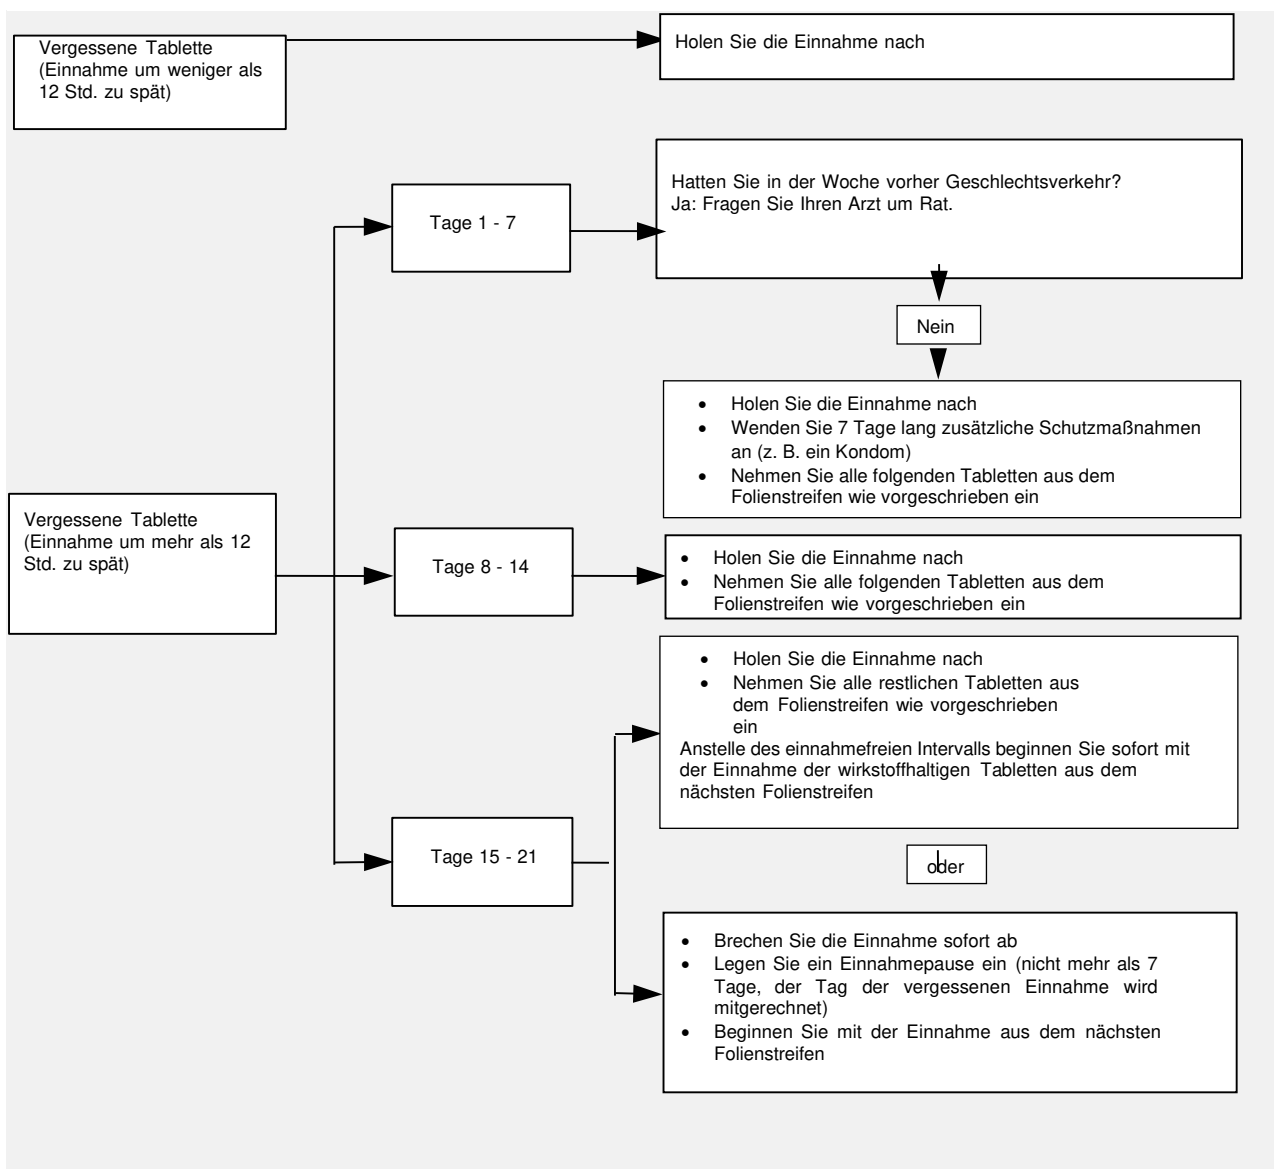 Vergessene Tablette
(Einnahme um weniger als
12 Std. zu spät)
Holen Sie die Einnahme nach
Tage 1 - 7
Hatten Sie in der Woche vorher Geschlechtsverkehr?
Ja: Fragen Sie Ihren Arzt um Rat.
Nein
• Holen Sie die Einnahme nach
• Wenden Sie 7 Tage lang zusätzliche Schutzmaßnahmen
an (z. B. ein Kondom)
• Nehmen Sie alle folgenden Tabletten aus dem
Folienstreifen wie vorgeschrieben ein
Vergessene Tablette
(Einnahme um mehr als 12
Std. zu spät)
Tage 8 - 14
• Holen Sie die Einnahme nach
• Nehmen Sie alle folgenden Tabletten aus dem
Folienstreifen wie vorgeschrieben ein
Tage 15 - 21
• Holen Sie die Einnahme nach
• Nehmen Sie alle restlichen Tabletten aus
dem Folienstreifen wie vorgeschrieben
ein
Anstelle des einnahmefreien Intervalls beginnen Sie sofort mit
der Einnahme der wirkstoffhaltigen Tabletten aus dem
nächsten Folienstreifen
oder
• Brechen Sie die Einnahme sofort ab
• Legen Sie ein Einnahmepause ein (nicht mehr als 7
Tage, der Tag der vergessenen Einnahme wird
mitgerechnet)
• Beginnen Sie mit der Einnahme aus dem nächsten
Folienstreifen